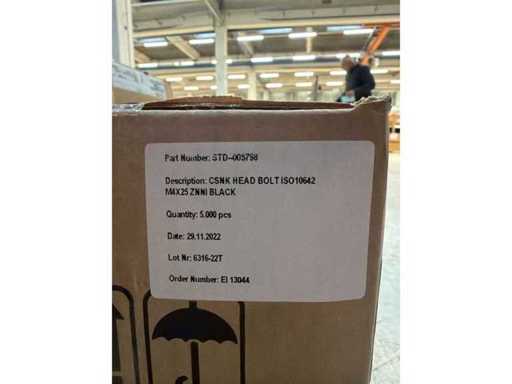 Part Number: STD-005798
Description: CSNK HEAD BOLT ISO10642
M4X25 ZNNI BLACK
Quantity: 5.000 pcs
Date: 29.11.2022
Lot Nr: 6316-22T
Order Number: EI 13044